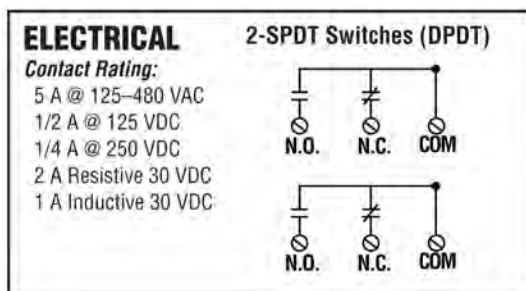 ELECTRICAL
Contact Rating:
5 A @ 125–480 VAC
1/2 A @ 125 VDC
1/4 A @ 250 VDC
2 A Resistive 30 VDC
1 A Inductive 30 VDC
2-SPDT Switches (DPDT)
N.O. N.C. COM
N.O. N.C. COM